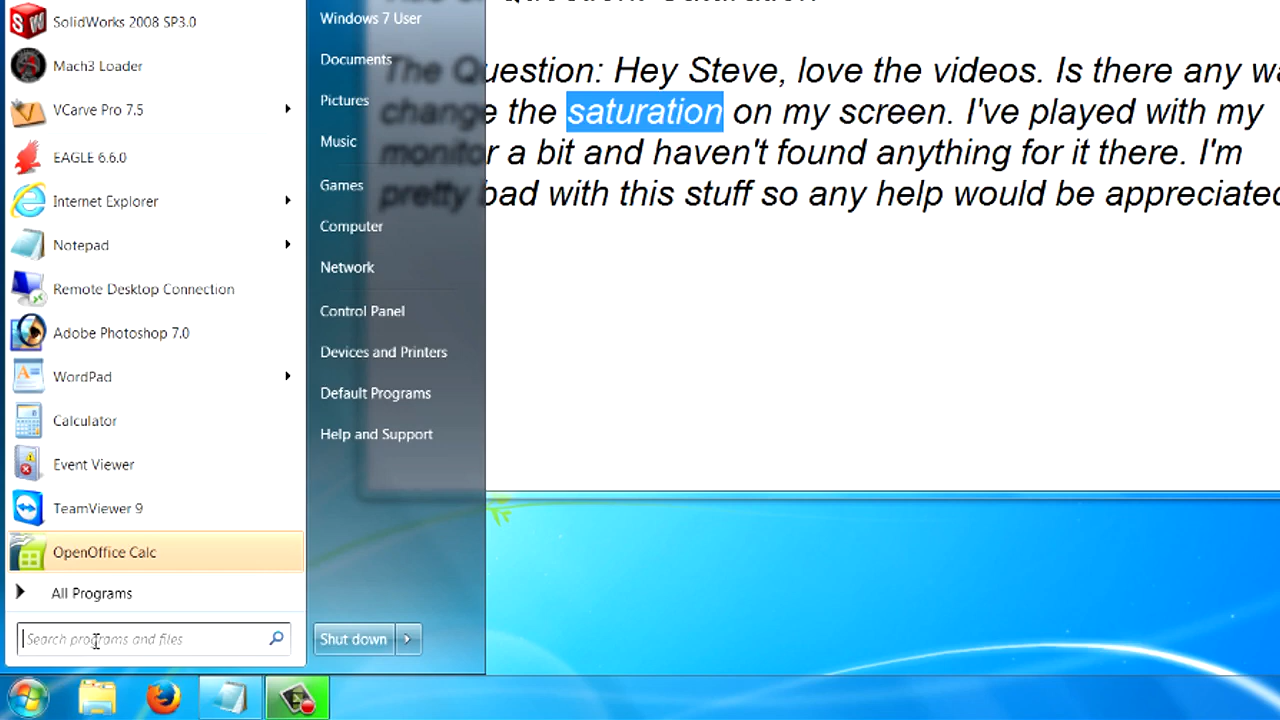 SolidWorks 2008 SP3.0
Mach3 Loader
VCarve Pro 7.5
EAGLE 6.6.0
Internet Explorer
Notepad
Remote Desktop Connection
Adobe Photoshop 7.0
WordPad
Calculator
Event Viewer
TeamViewer 9
OpenOffice Calc
All Programs
Search programs and files
Windows 7 User
Documents
Pictures
Music
Games
Computer
Network
Control Panel
Devices and Printers
Default Programs
Help and Support
Shut down
The Question: Hey Steve, love the videos. Is there any
change the saturation on my screen. I've played with my
monitor a bit and haven't found anything for it there. I'm
pretty bad with this stuff so any help would be appreciated